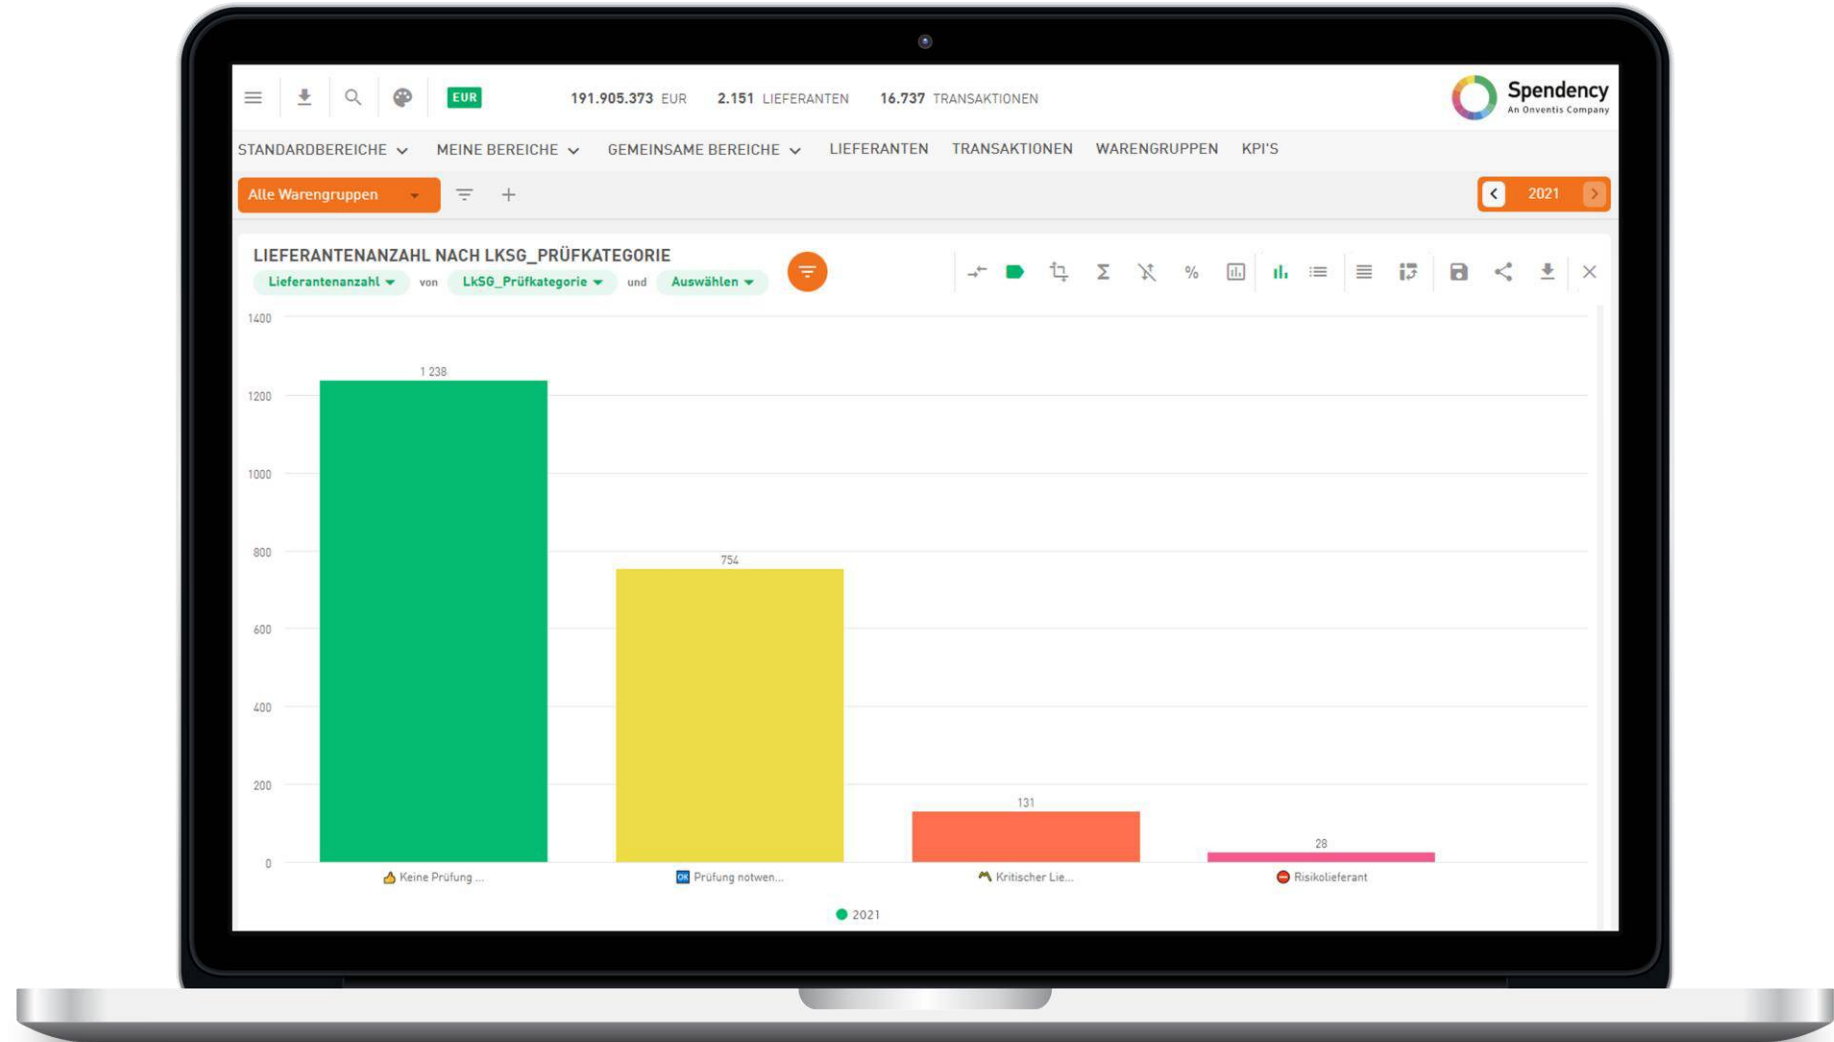 EUR 191.905.373 EUR 2.151 LIEFERANTEN 16.737 TRANSAKTIONEN
Spendency
An Onventis Company
STANDARDBEREICHE MEINE BEREICHE GEMEINSAME BEREICHE LIEFERANTEN TRANSAKTIONEN WARENGRUPPEN KPI'S
Alle Warengruppen 2021
LIEFERANTENANZAHL NACH LKSG_PRÜFKATEGORIE
Lieferantenanzahl von LkSG_Prüfkategorie und Auswählen
Σ %
1400
1 238
1200
1000
800
754
600
400
200
131
28
0
Keine Prüfung ... OK Prüfung notwen... Kritischer Lie... Risikolieferant
2021